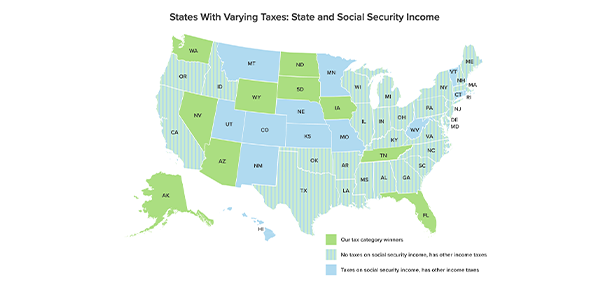 States With Varying Taxes: State and Social Security Income
WA
MT
ND
MN
ME
VT
NH
OR
ID
SD
WI
MI
NY
MA
CT
RI
WY
IA
PA
NJ
NE
NV
UT
CO
IL
IN
OH
DE
MD
CA
KS
MO
WV
VA
KY
NC
AZ
NM
OK
TN
AR
SC
MS
AL
GA
TX
LA
AK
FL
HI
Our tax category winners
No taxes on social security income, has other income taxes
Taxes on social security income, has other income taxes